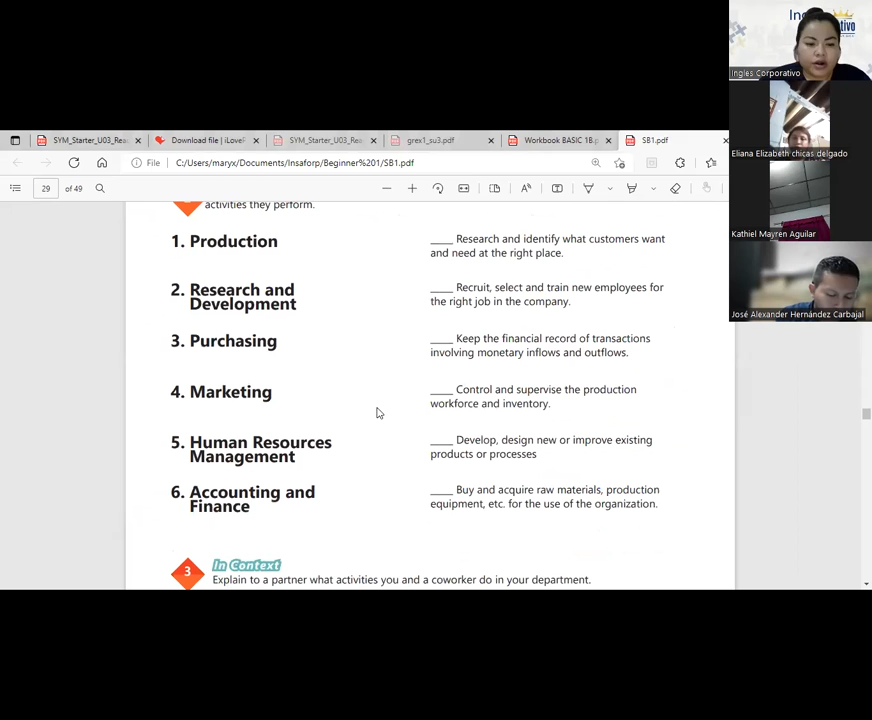 SYM_Starter_U03_Rea
Download file | iLoveP
SYM_Starter_U03_Rea
grex1_su3.pdf
Workbook BASIC 1B.p
SB1.pdf
File
C:/Users/maryx/Documents/Insaforp/Beginner%201/SB1.pdf
29 of 49
activities they perform.
1. Production
____ Research and identify what customers want
and need at the right place.
2. Research and
Development
____ Recruit, select and train new employees for
the right job in the company.
3. Purchasing
____ Keep the financial record of transactions
involving monetary inflows and outflows.
4. Marketing
____ Control and supervise the production
workforce and inventory.
5. Human Resources
Management
____ Develop, design new or improve existing
products or processes
6. Accounting and
Finance
____ Buy and acquire raw materials, production
equipment, etc. for the use of the organization.
3
In Context
Explain to a partner what activities you and a coworker do in your department.
Ingles Corporativo
Eliana Elizabeth chicas delgado
Kathiel Mayren Aguilar
José Alexander Hernández Carbajal